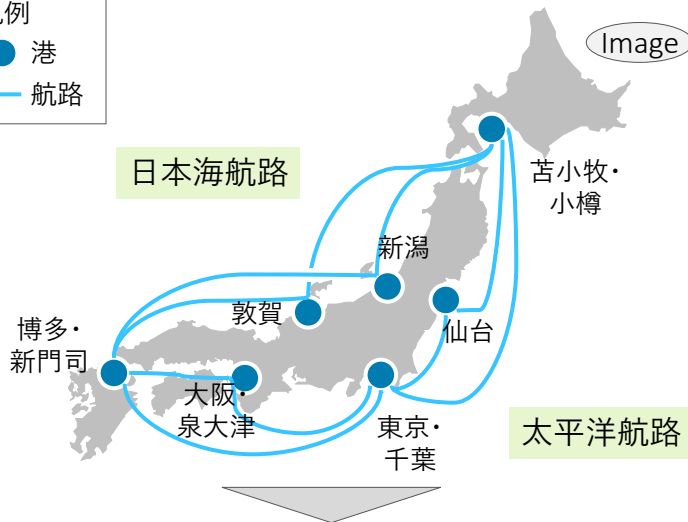 例
港
航路
Image
日本海航路
苫小牧・
小樽
新潟
敦賀
仙台
博多・
新門司
大阪・
泉大津
東京・
千葉
太平洋航路